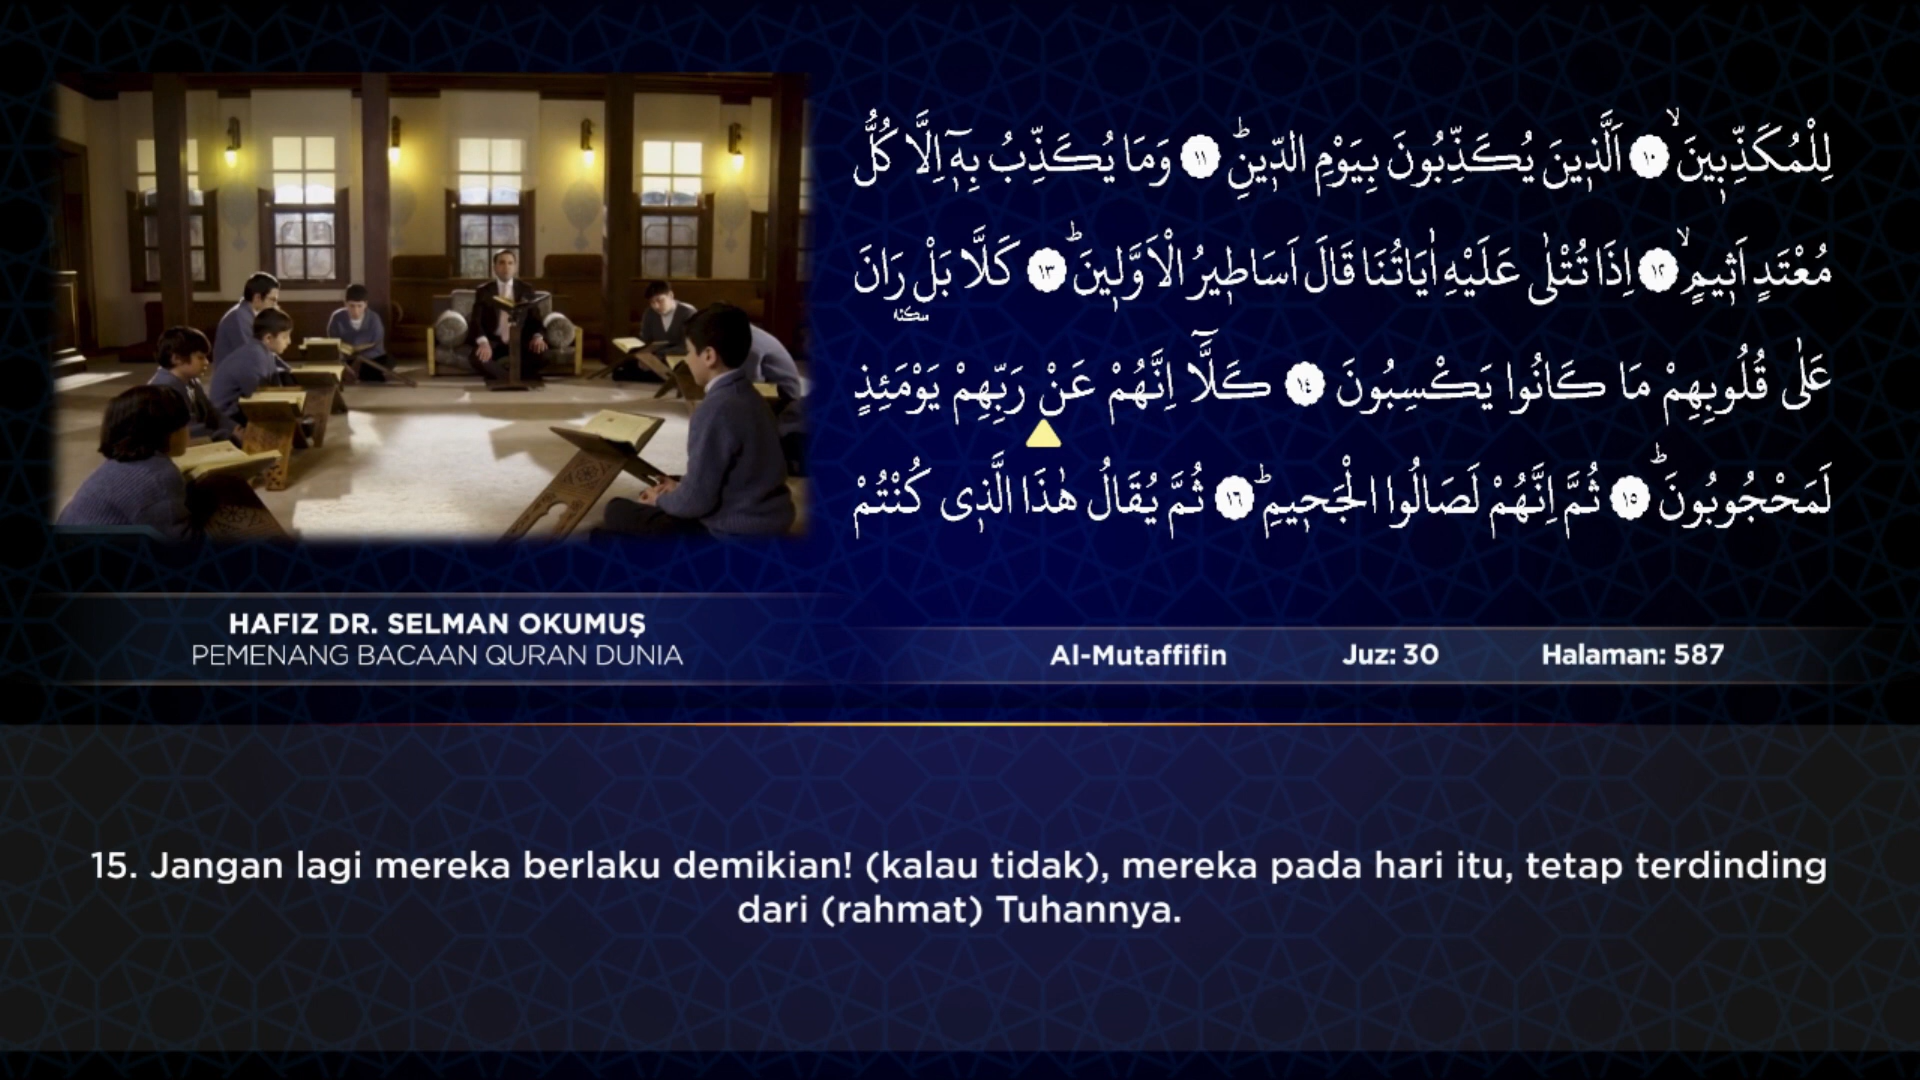 لِلْمُكَذِّبِينَۙ ١٠ اَلَّذِينَ يُكَذِّبُونَ بِيَوْمِ الدِّينِۜ ١١ وَمَا يُكَذِّبُ بِهِٓ اِلَّا كُلُّ
مُعْتَدٍ اَثِيمٍۙ ١٢ اِذَا تُتْلٰى عَلَيْهِ اٰيَاتُنَا قَالَ اَسَاطِيرُ الْاَوَّلِينَۜ ١٣ كَلَّا بَلْ رَانَ
سكته
عَلٰى قُلُوبِهِمْ مَا كَانُوا يَكْسِبُونَ ١٤ كَلَّٓا اِنَّهُمْ عَنْ رَبِّهِمْ يَوْمَئِذٍ
لَمَحْجُوبُونَۜ ١٥ ثُمَّ اِنَّهُمْ لَصَالُوا الْجَحِيمِۜ ١٦ ثُمَّ يُقَالُ هٰذَا الَّذِى كُنْتُمْ
HAFIZ DR. SELMAN OKUMUŞ
PEMENANG BACAAN QURAN DUNIA
Al-Mutaffifin Juz: 30 Halaman: 587
15. Jangan lagi mereka berlaku demikian! (kalau tidak), mereka pada hari itu, tetap terdinding
dari (rahmat) Tuhannya.